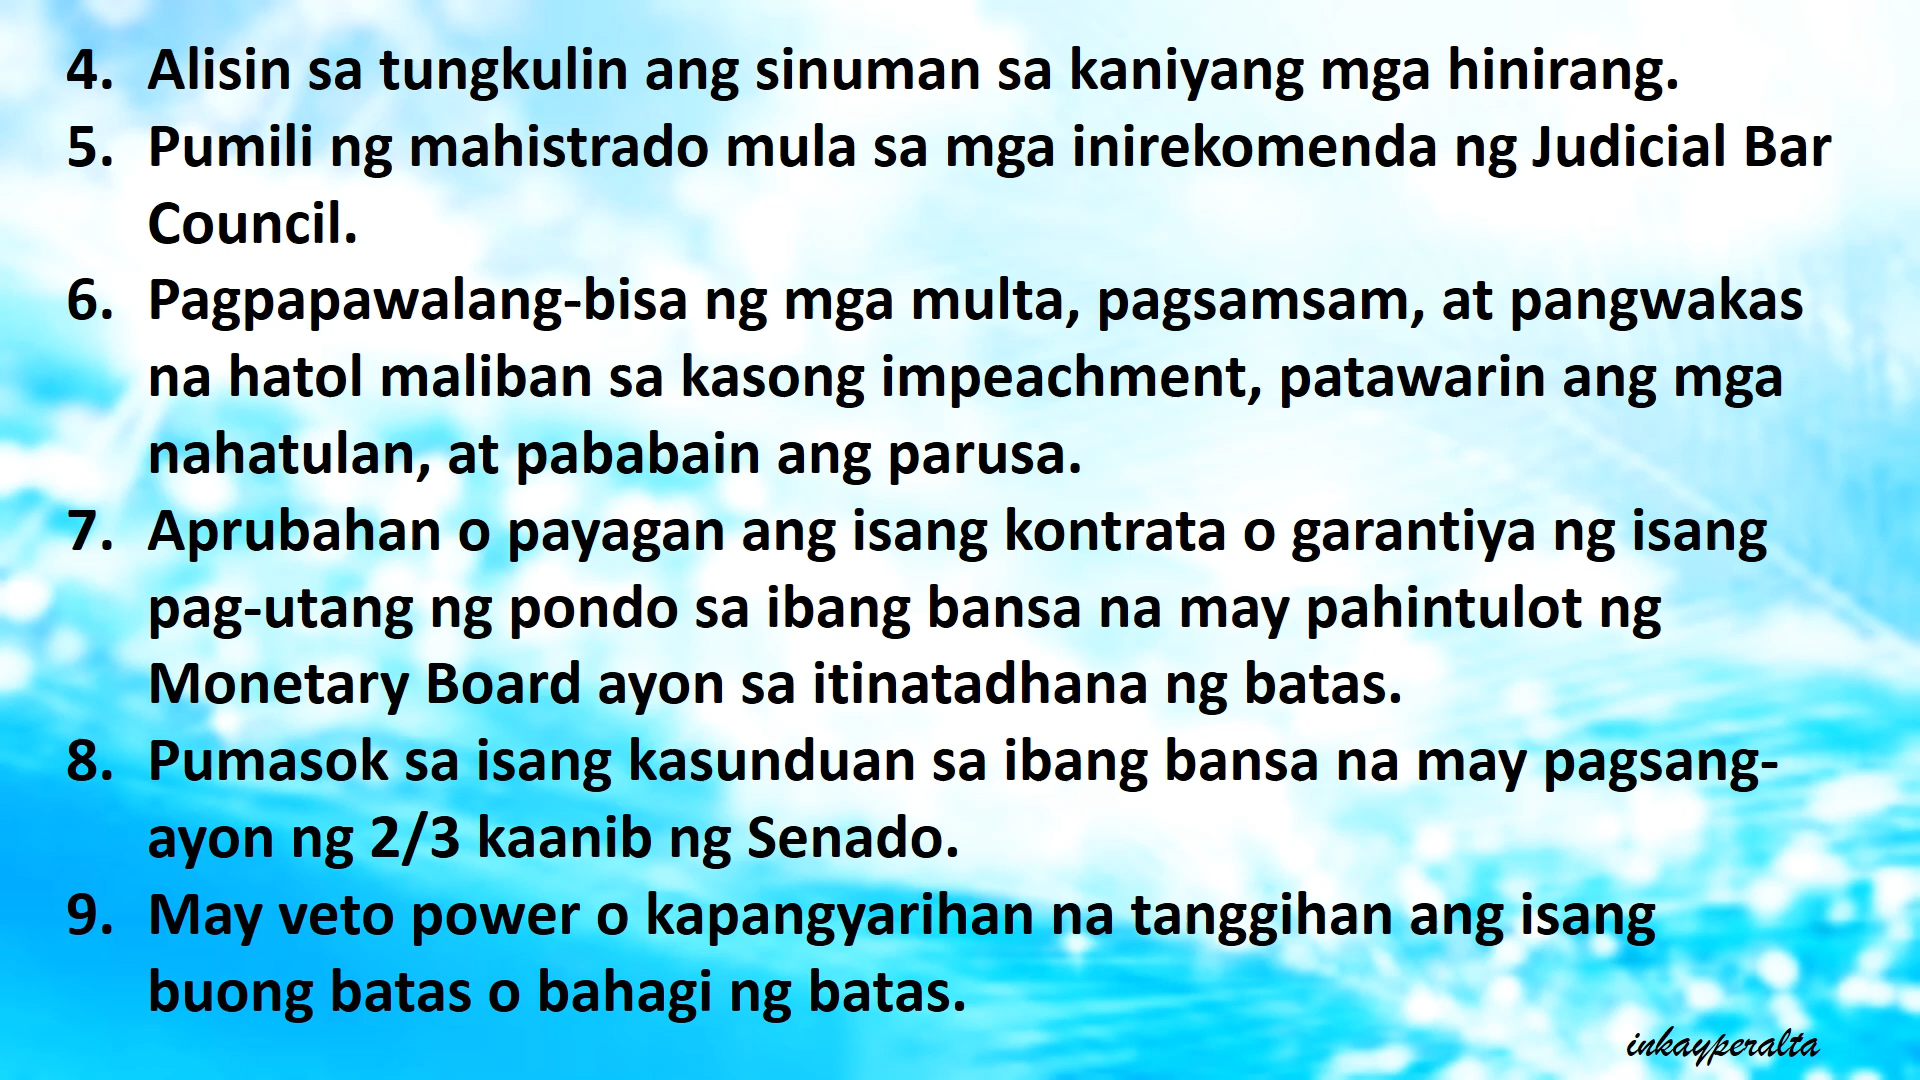 4. Alisin sa tungkulin ang sinuman sa kaniyang mga hinirang.
5. Pumili ng mahistrado mula sa mga inirekomenda ng Judicial Bar
Council.
6. Pagpapawalang-bisa ng mga multa, pagsamsam, at pangwakas
na hatol maliban sa kasong impeachment, patawarin ang mga
nahatulan, at pababain ang parusa.
7. Aprubahan o payagan ang isang kontrata o garantiya ng isang
pag-utang ng pondo sa ibang bansa na may pahintulot ng
Monetary Board ayon sa itinatadhana ng batas.
8. Pumasok sa isang kasunduan sa ibang bansa na may pagsang-
ayon ng 2/3 kaanib ng Senado.
9. May veto power o kapangyarihan na tanggihan ang isang
buong batas o bahagi ng batas.
inkayperalta